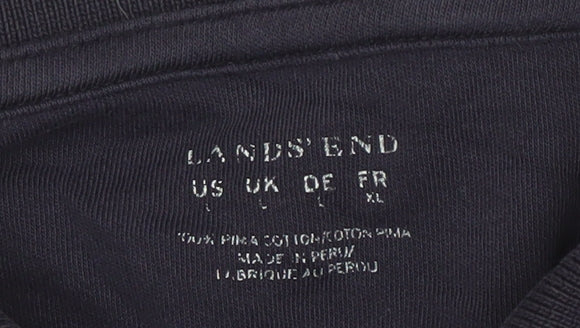 LANDS' END
US UK DE FR
L L L XL
100% PIMA COTTON/COTON PIMA
MADE IN PERU/
FABRIQUE AU PEROU